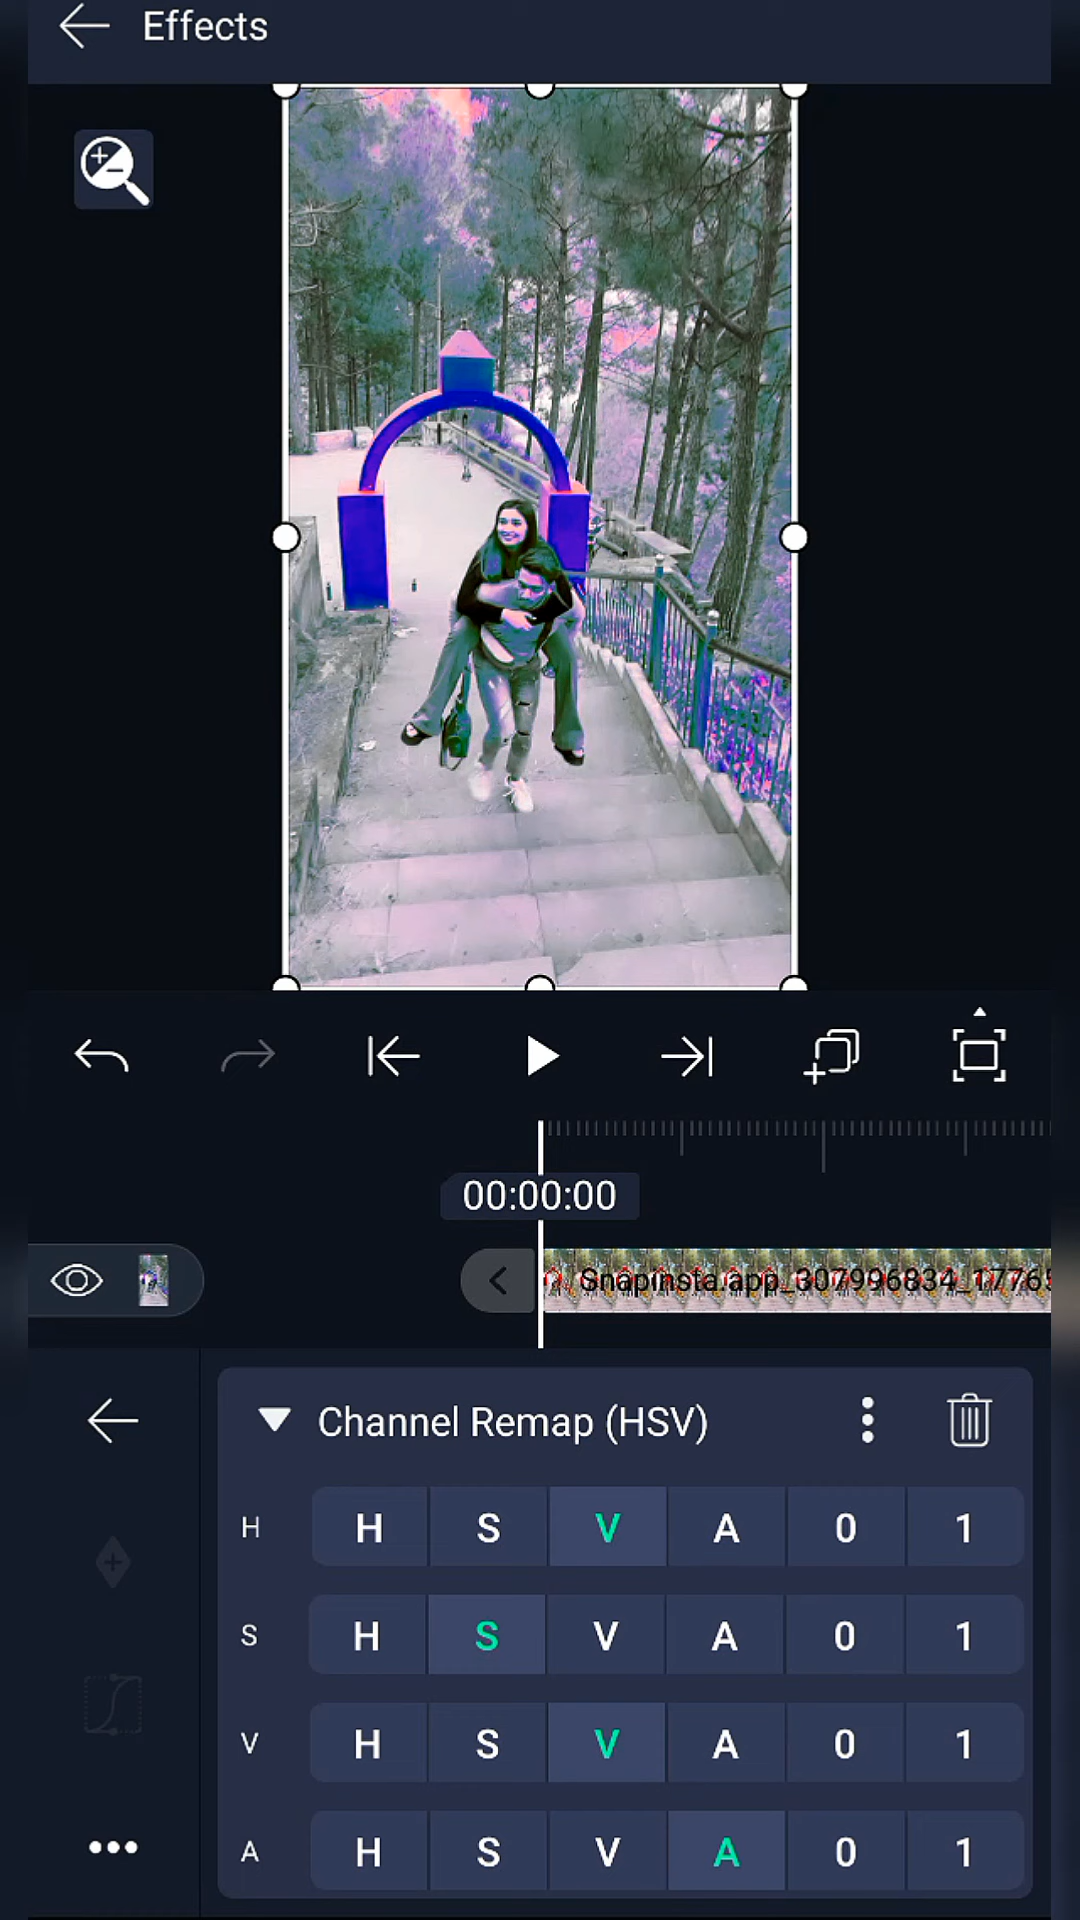 Effects
00:00:00
Snapinsta.app_307996834_17765
Channel Remap (HSV)
H H S V A 0 1
S H S V A 0 1
V H S V A 0 1
A H S V A 0 1